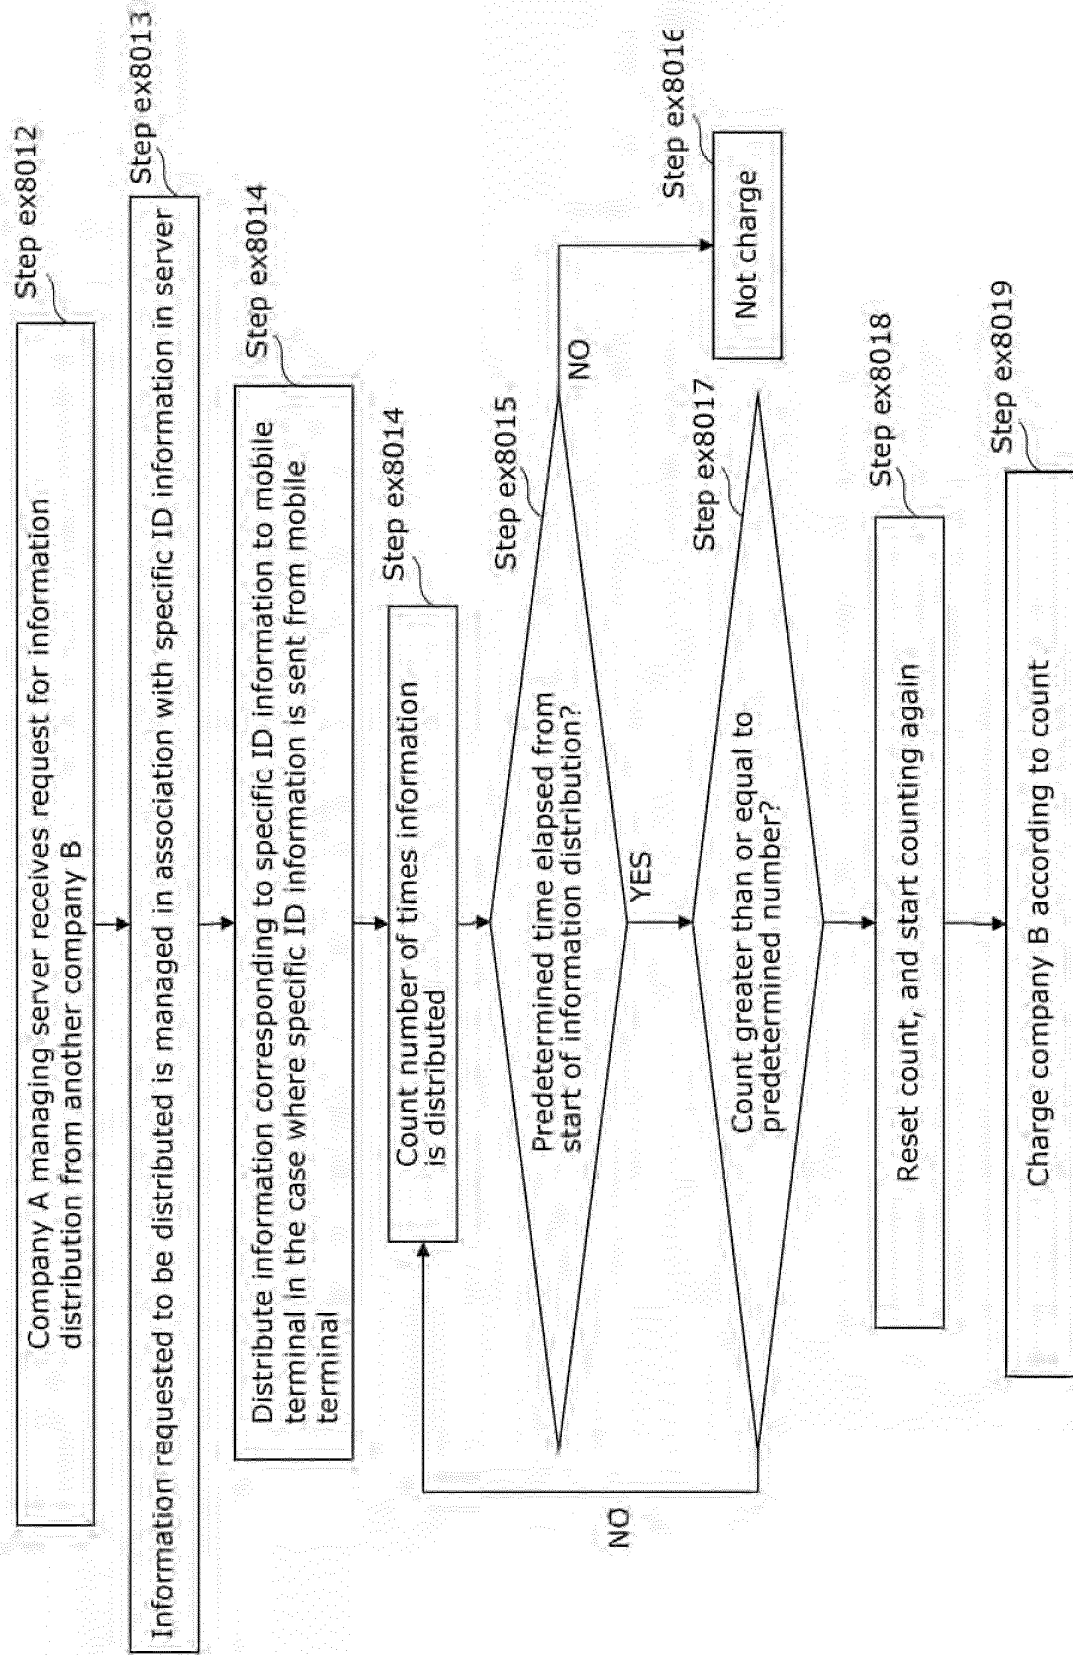 Step ex8012
Company A managing server receives request for information
distribution from another company B
Step ex8013
Information requested to be distributed is managed in association with specific ID information in server
Step ex8014
Distribute information corresponding to specific ID information to mobile
terminal in the case where specific ID information is sent from mobile
terminal
Step ex8014
Count number of times information
is distributed
Step ex8015
Predetermined time elapsed from
start of information distribution?
NO
YES
Step ex8016
Not charge
Step ex8017
Count greater than or equal to
predetermined number?
NO
Step ex8018
Reset count, and start counting again
Step ex8019
Charge company B according to count